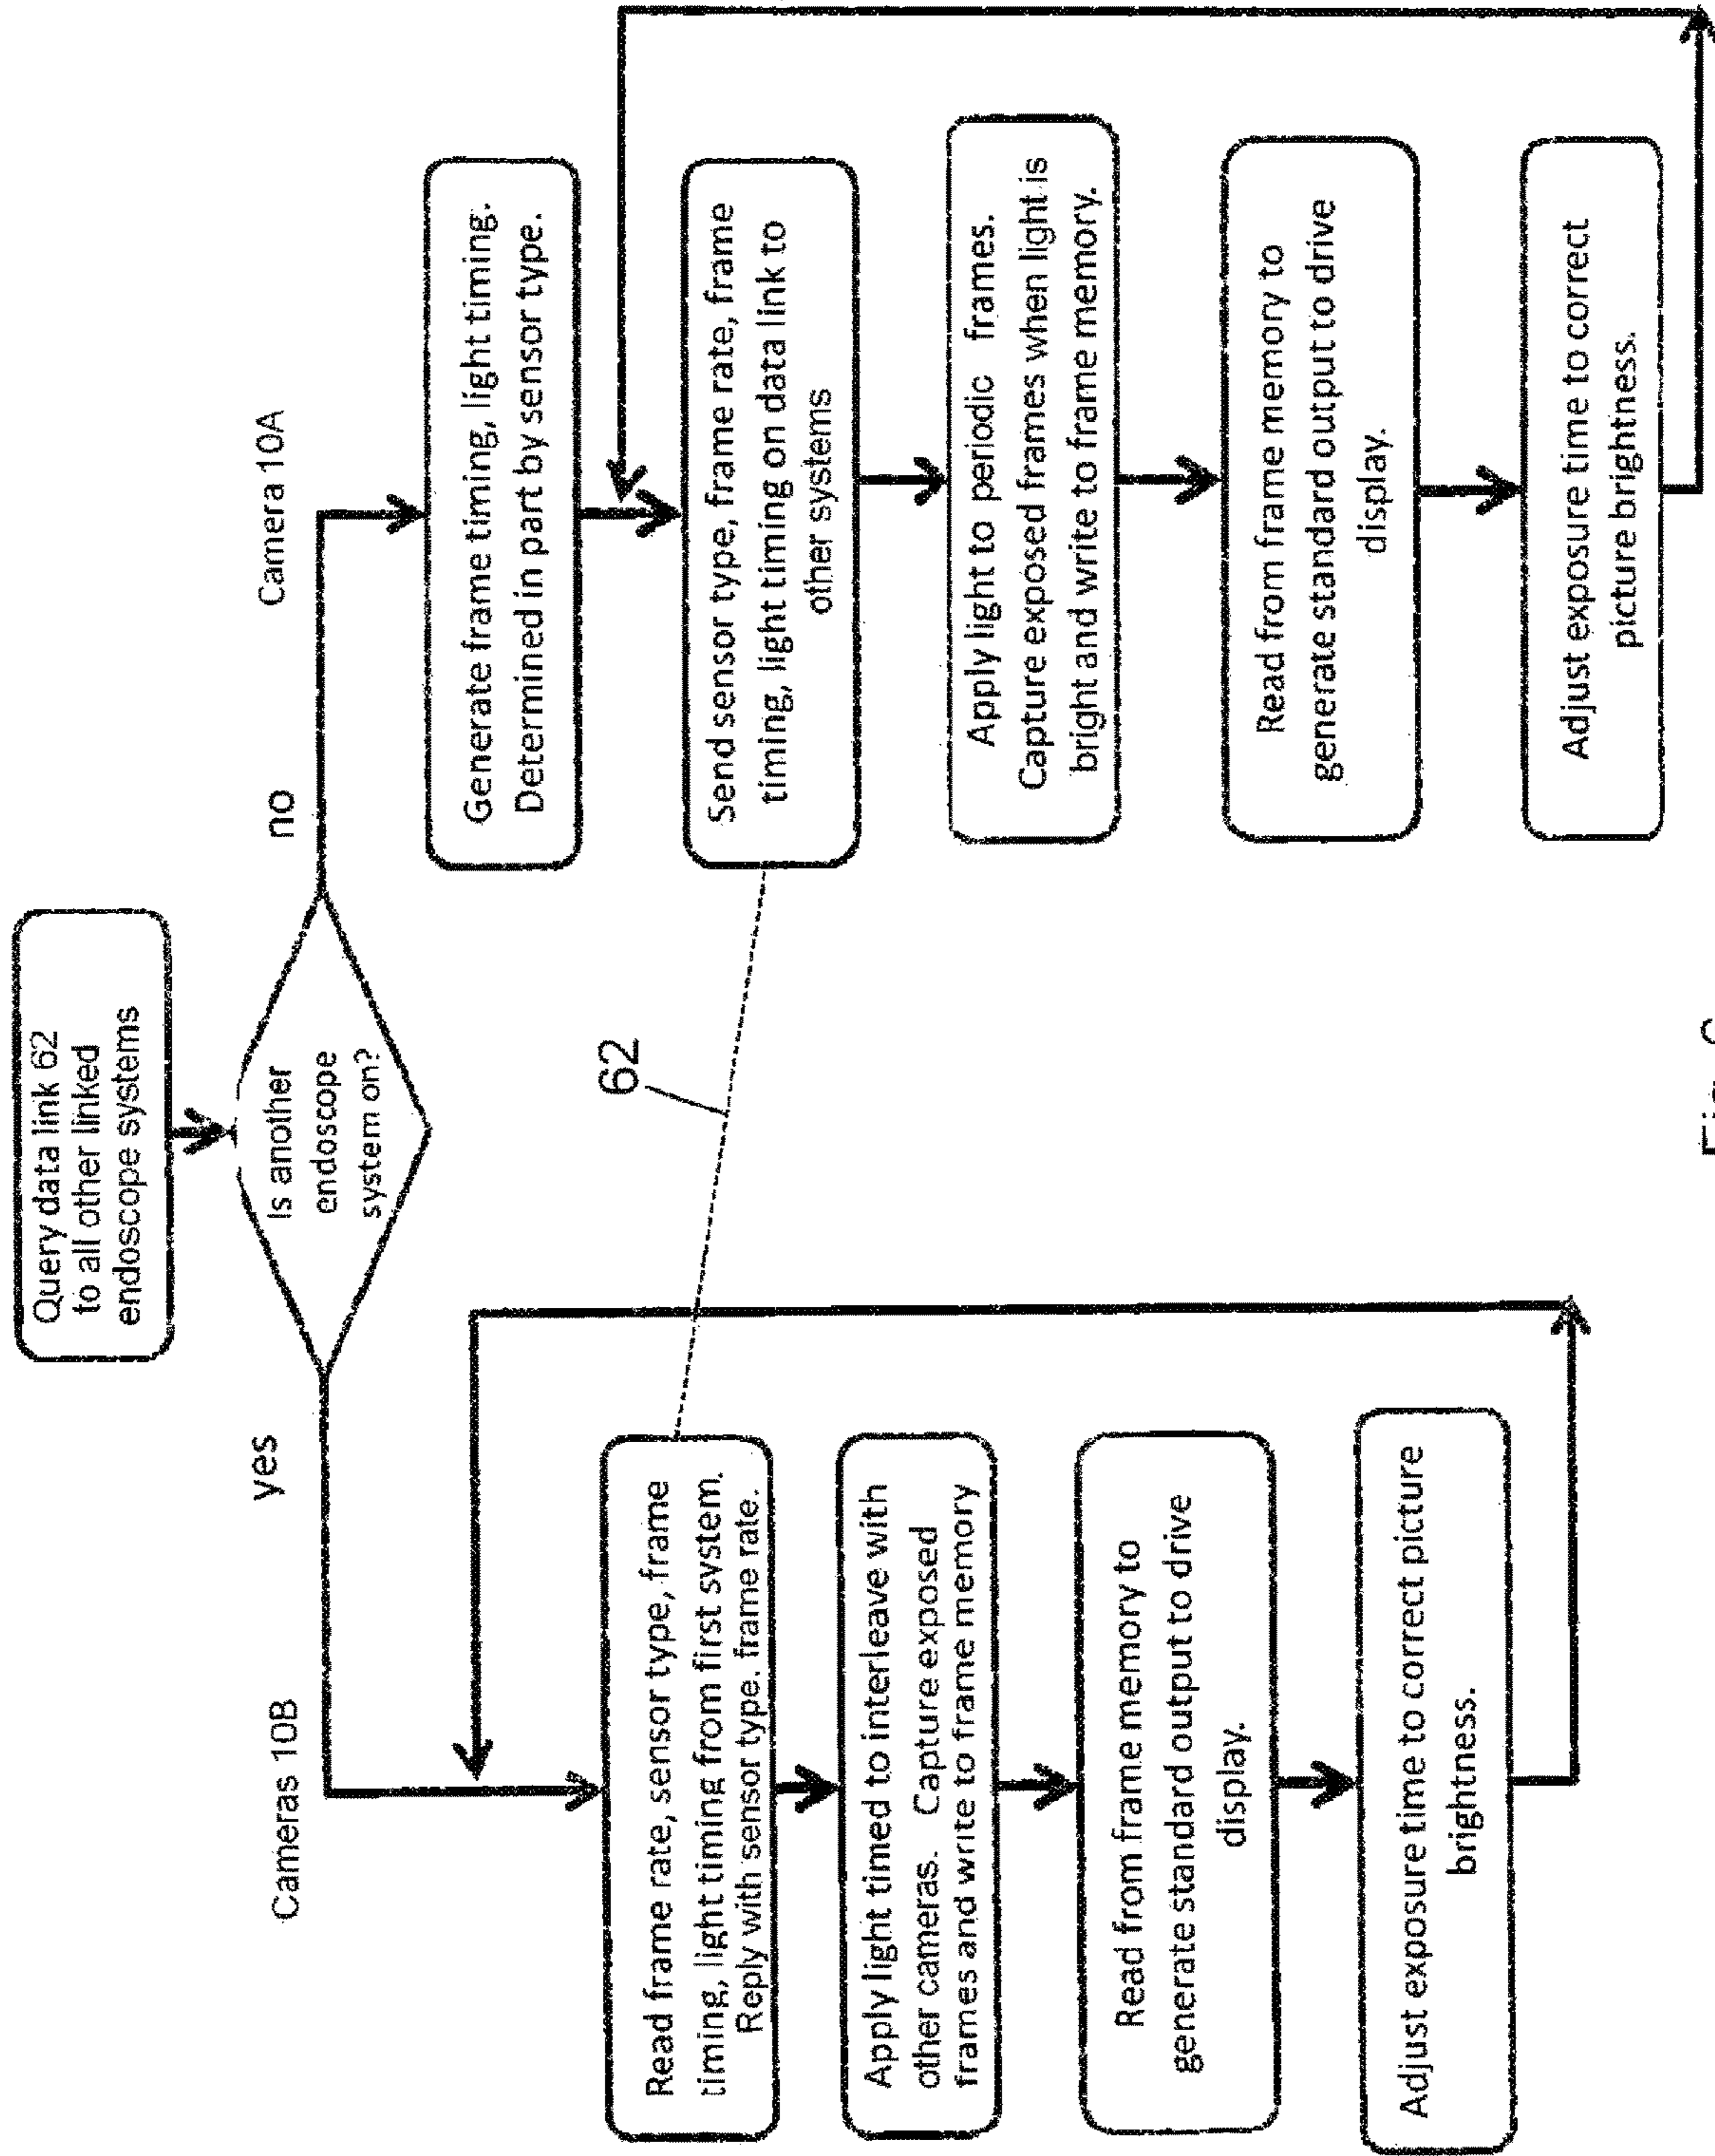 Query data link 62
to all other linked
endoscope systems
Is another
endoscope
system on?
yes
no
Cameras 10B
Camera 10A
Read frame rate, sensor type, frame
timing, light timing from first system.
Reply with sensor type. frame rate.
Apply light timed to interleave with
other cameras. Capture exposed
frames and write to frame memory
Read from frame memory to
generate standard output to drive
display.
Adjust exposure time to correct picture
brightness.
62
Generate frame timing, light timing.
Determined in part by sensor type.
Send sensor type, frame rate, frame
timing, light timing on data link to
other systems
Apply light to periodic frames.
Capture exposed frames when light is
bright and write to frame memory.
Read from frame memory to
generate standard output to drive
display.
Adjust exposure time to correct
picture brightness.
Fig.